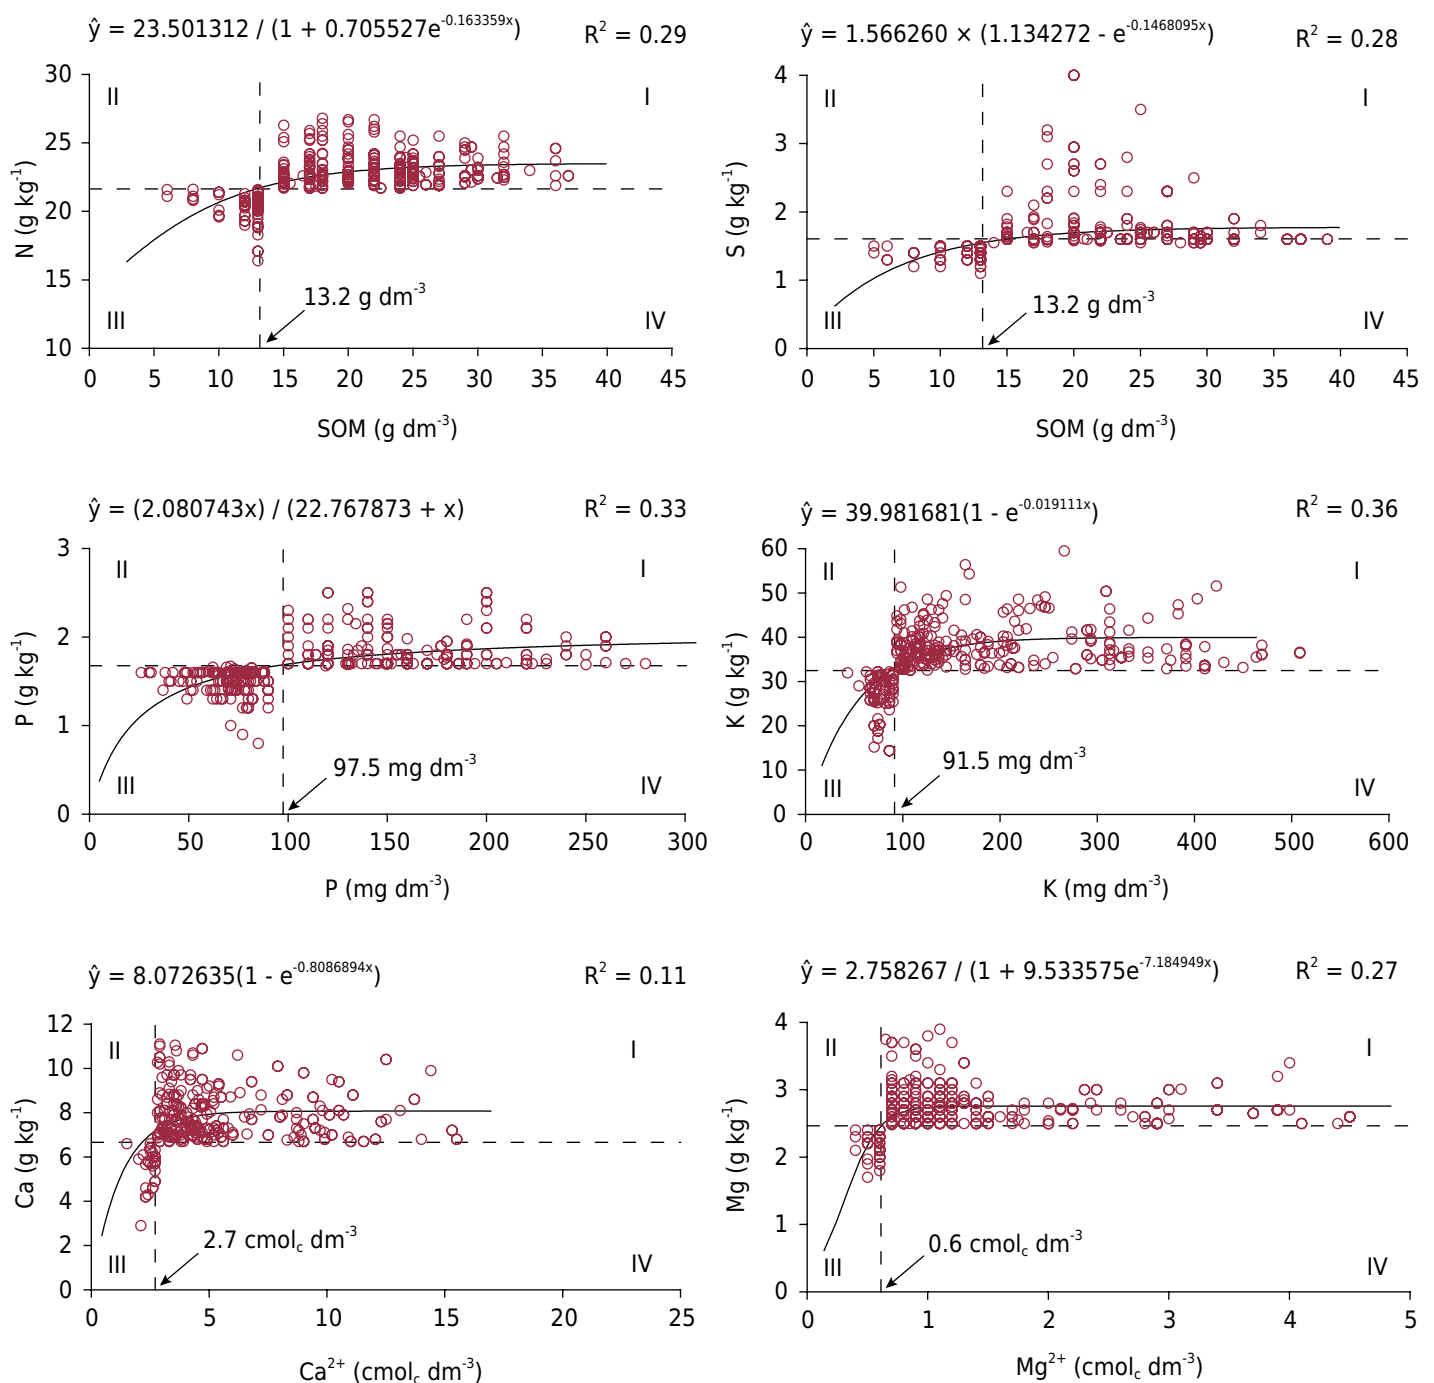 ŷ = 23.501312 / (1 + 0.705527e^-0.163359x) R² = 0.29
30
25
20
15
10
N (g kg⁻¹)
II
I
III
IV
13.2 g dm⁻³
0 5 10 15 20 25 30 35 40 45
SOM (g dm⁻³)
ŷ = 1.566260 × (1.134272 - e^-0.1468095x) R² = 0.28
4
3
2
1
0
S (g kg⁻¹)
II
I
III
IV
13.2 g dm⁻³
0 5 10 15 20 25 30 35 40 45
SOM (g dm⁻³)
ŷ = (2.080743x) / (22.767873 + x) R² = 0.33
3
2
1
0
P (g kg⁻¹)
II
I
III
IV
97.5 mg dm⁻³
0 50 100 150 200 250 300
P (mg dm⁻³)
ŷ = 39.981681(1 - e^-0.019111x) R² = 0.36
60
50
40
30
20
10
0
K (g kg⁻¹)
II
I
III
IV
91.5 mg dm⁻³
0 100 200 300 400 500 600
K (mg dm⁻³)
ŷ = 8.072635(1 - e^-0.8086894x) R² = 0.11
12
10
8
6
4
2
0
Ca (g kg⁻¹)
II
I
III
IV
2.7 cmol_c dm⁻³
0 5 10 15 20 25
Ca²⁺ (cmol_c dm⁻³)
ŷ = 2.758267 / (1 + 9.533575e^-7.184949x) R² = 0.27
4
3
2
1
0
Mg (g kg⁻¹)
II
I
III
IV
0.6 cmol_c dm⁻³
0 1 2 3 4 5
Mg²⁺ (cmol_c dm⁻³)